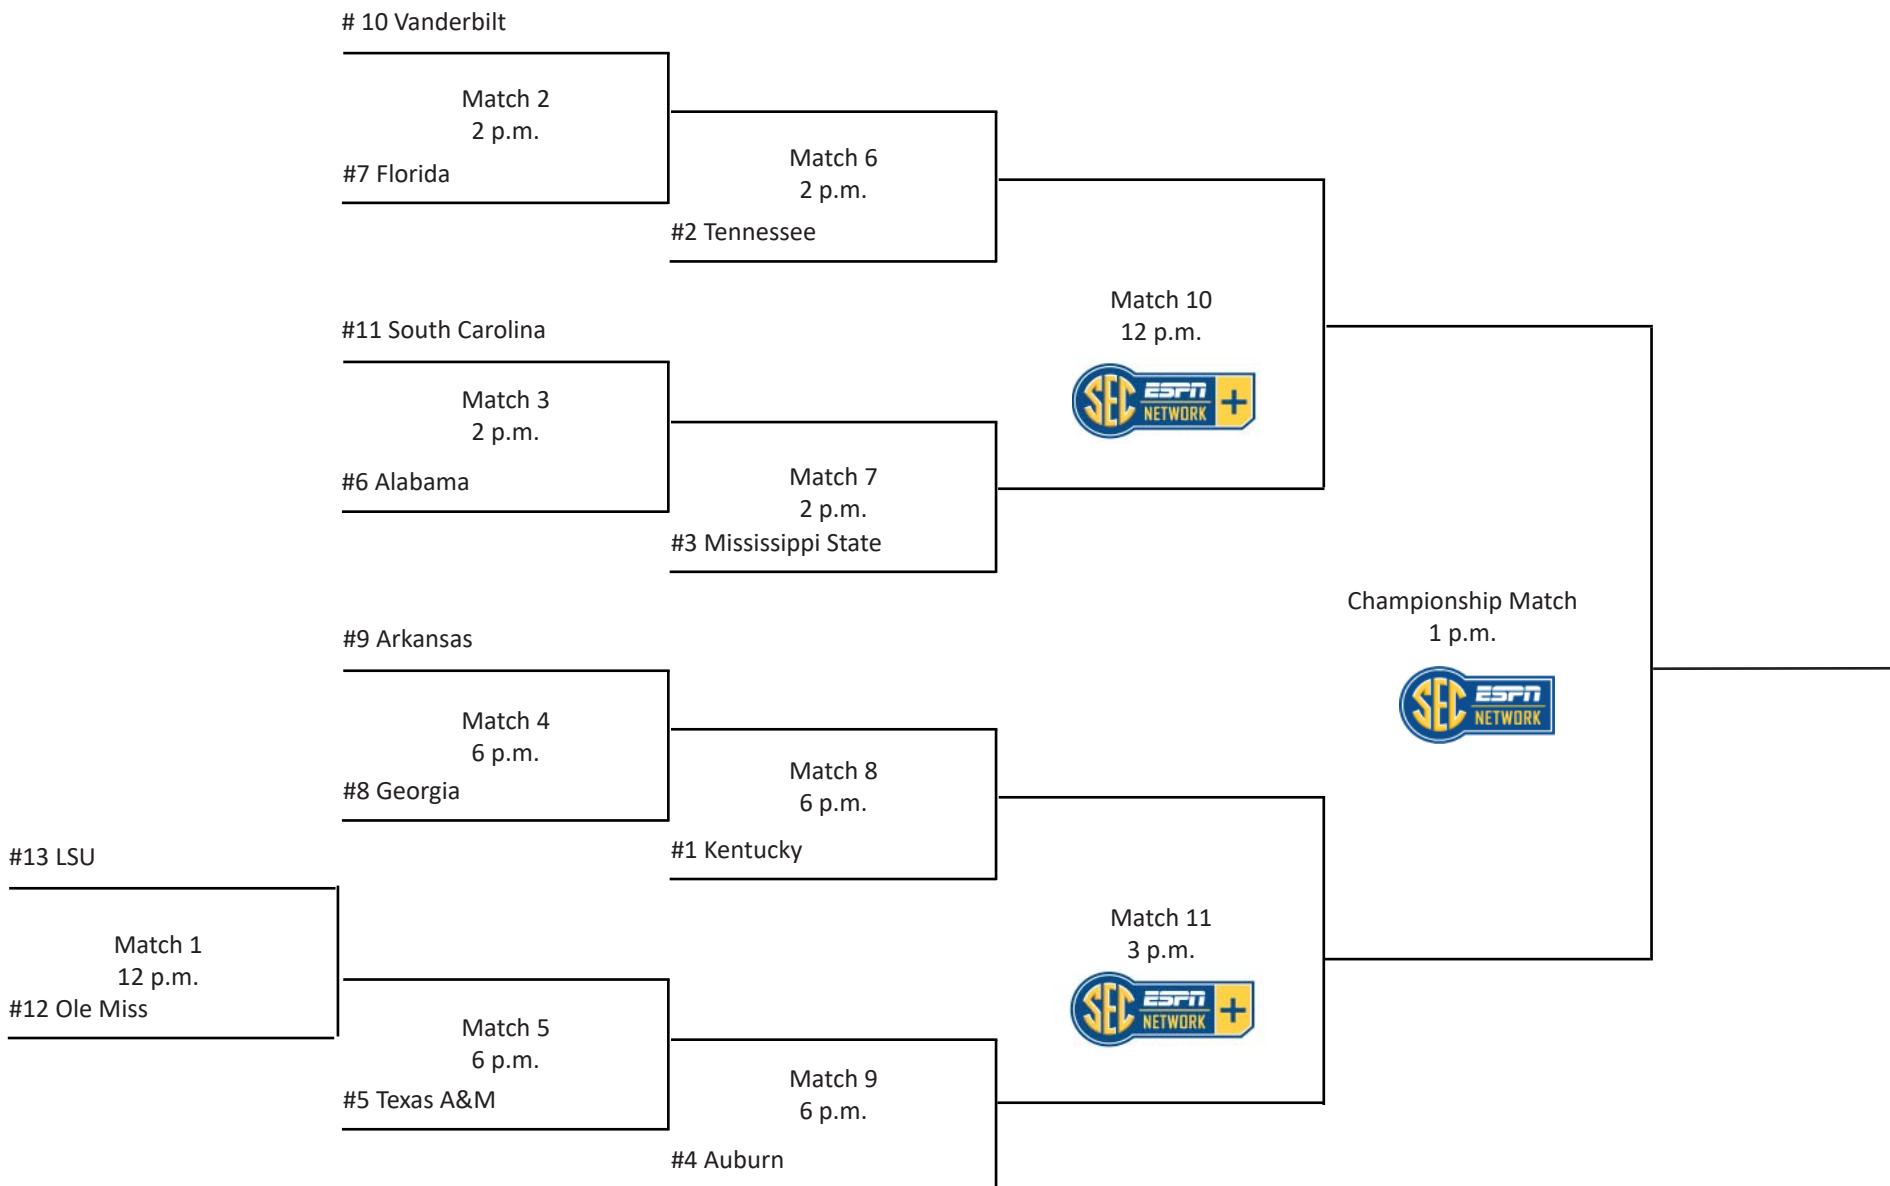 # 10 Vanderbilt
Match 2
2 p.m.
#7 Florida
Match 6
2 p.m.
#2 Tennessee
#11 South Carolina
Match 3
2 p.m.
#6 Alabama
Match 7
2 p.m.
#3 Mississippi State
Match 10
12 p.m.
SEC ESPN
NETWORK +
#9 Arkansas
Match 4
6 p.m.
#8 Georgia
Match 8
6 p.m.
#1 Kentucky
#13 LSU
Match 1
12 p.m.
#12 Ole Miss
Match 5
6 p.m.
#5 Texas A&M
Match 9
6 p.m.
#4 Auburn
Match 11
3 p.m.
SEC ESPN
NETWORK +
Championship Match
1 p.m.
SEC ESPN
NETWORK